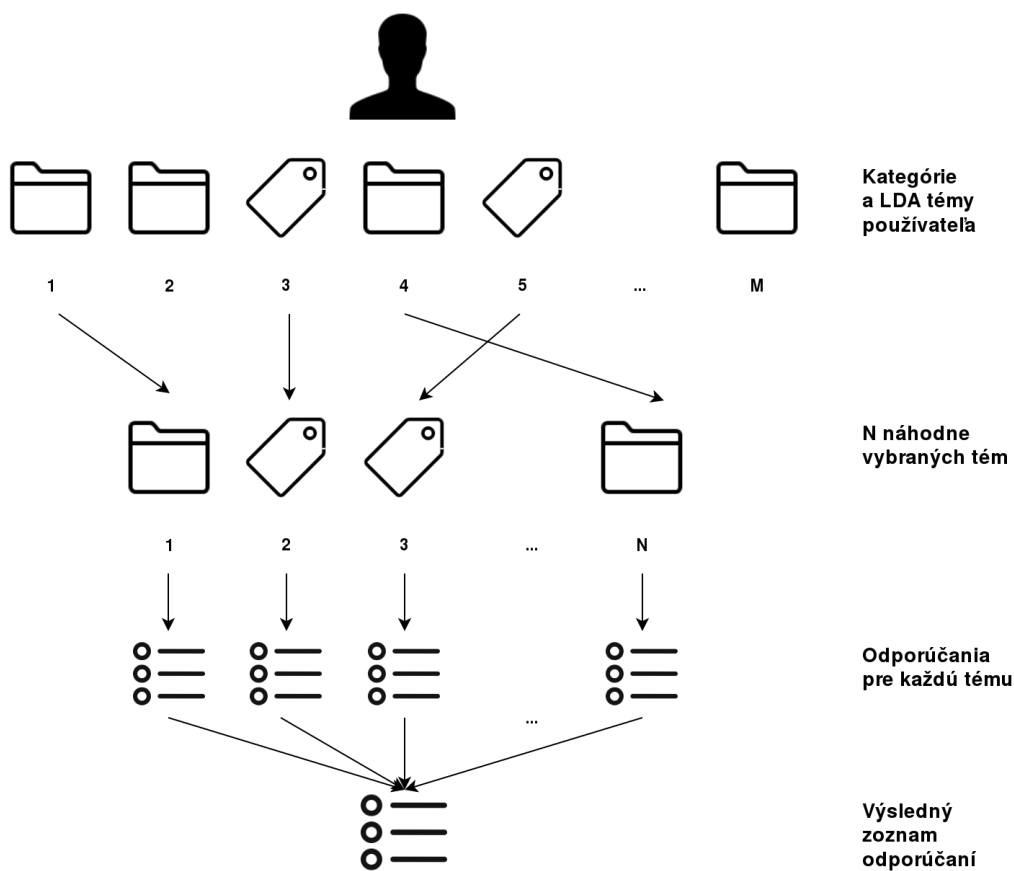 Kategórie
a LDA témy
používateľa
1 2 3 4 5 ... M
N náhodne
vybraných tém
1 2 3 ... N
Odporúčania
pre každú tému
...
Výsledný
zoznam
odporúčaní